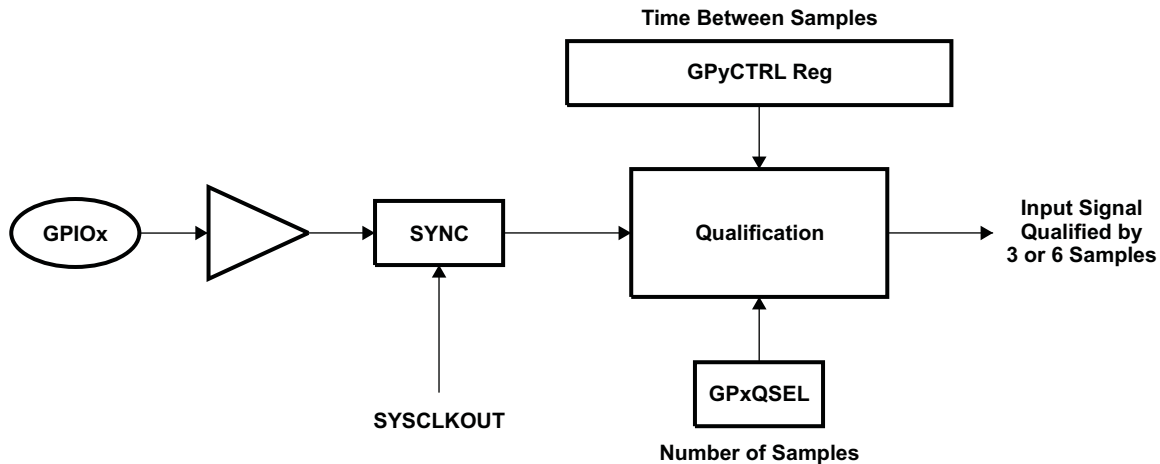 Time Between Samples
GPyCTRL Reg
GPIOx
SYNC
Qualification
Input Signal
Qualified by
3 or 6 Samples
GPxQSEL
SYSCLKOUT
Number of Samples